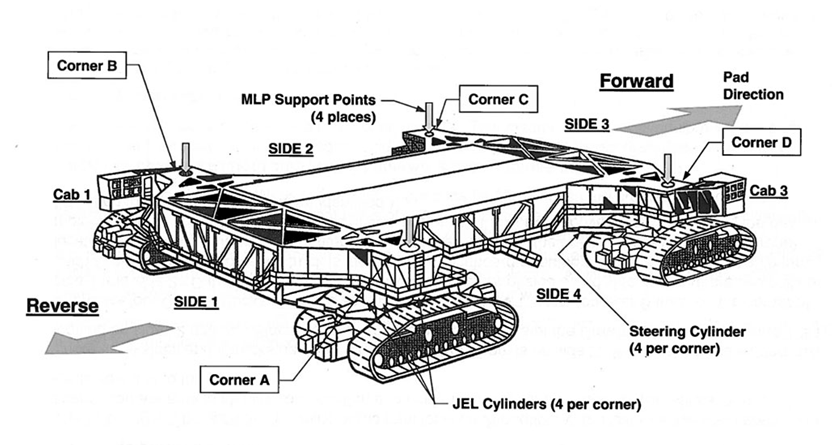 Corner B
MLP Support Points
(4 places)
Corner C
Forward
Pad
Direction
SIDE 3
Corner D
SIDE 2
Cab 1
Cab 3
Reverse
SIDE 1
SIDE 4
Steering Cylinder
(4 per corner)
Corner A
JEL Cylinders (4 per corner)